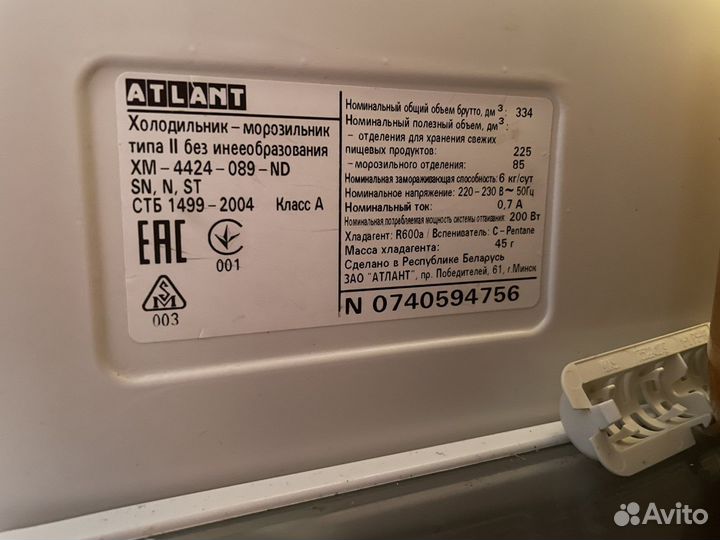 ATLANT
Холодильник – морозильник
типа II без инееобразования
ХМ – 4424 – 089 – ND
SN, N, ST
СТБ 1499 – 2004 Класс А
EAC
001
003
Номинальный общий объем брутто, дм³: 334
Номинальный полезный объем, дм³:
– отделения для хранения свежих
пищевых продуктов: 225
– морозильного отделения: 85
Номинальная замораживающая способность: 6 кг/сут
Номинальное напряжение: 220 – 230 В ~ 50Гц
Номинальный ток: 0,7 А
Номинальная потребляемая мощность системы оттаивания: 200 Вт
Хладагент: R600a / Вспениватель: C – Pentane
Масса хладагента: 45 г
Сделано в Республике Беларусь
ЗАО "АТЛАНТ", пр. Победителей, 61, г. Минск
N 0740594756
Avito